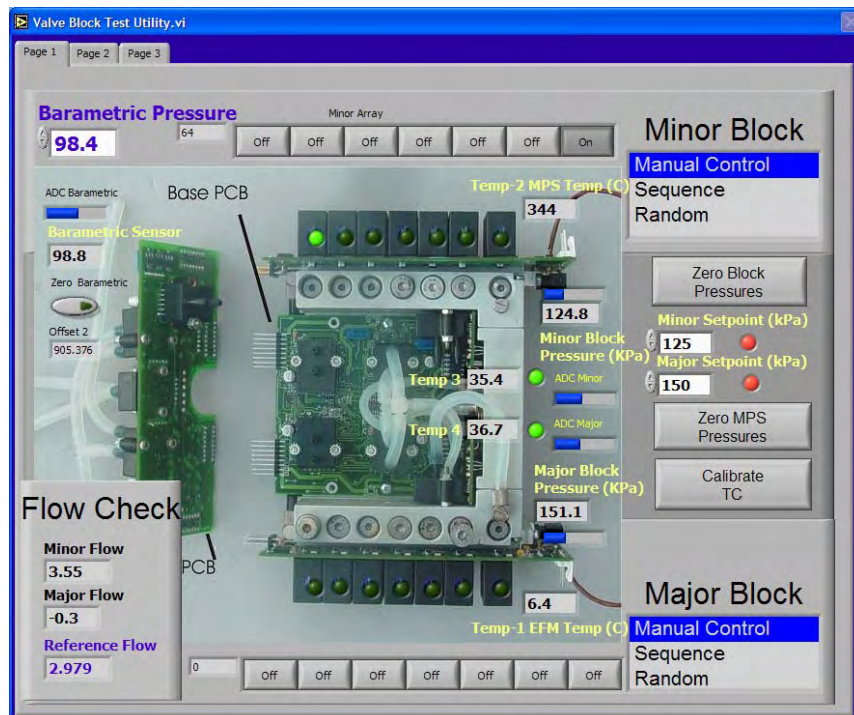 Valve Block Test Utility.vi
Page 1 Page 2 Page 3
Barametric Pressure
98.4
64
Minor Array
Off Off Off Off Off Off On
Minor Block
Manual Control
Sequence
Random
ADC Barametric
Barametric Sensor
98.8
Zero Barametric
Offset 2
905.376
Base PCB
Temp-2 MPS Temp (C)
344
124.8
Minor Block
Pressure (KPa)
Temp 3 35.4
ADC Minor
Temp 4 36.7
ADC Major
Major Block
Pressure (KPa)
151.1
Zero Block
Pressures
Minor Setpoint (kPa)
125
Major Setpoint (kPa)
150
Zero MPS
Pressures
Calibrate
TC
Flow Check
Minor Flow
3.55
Major Flow
-0.3
Reference Flow
2.979
PCB
6.4
Temp-1 EFM Temp (C)
Major Block
Manual Control
Sequence
Random
0
Off Off Off Off Off Off Off